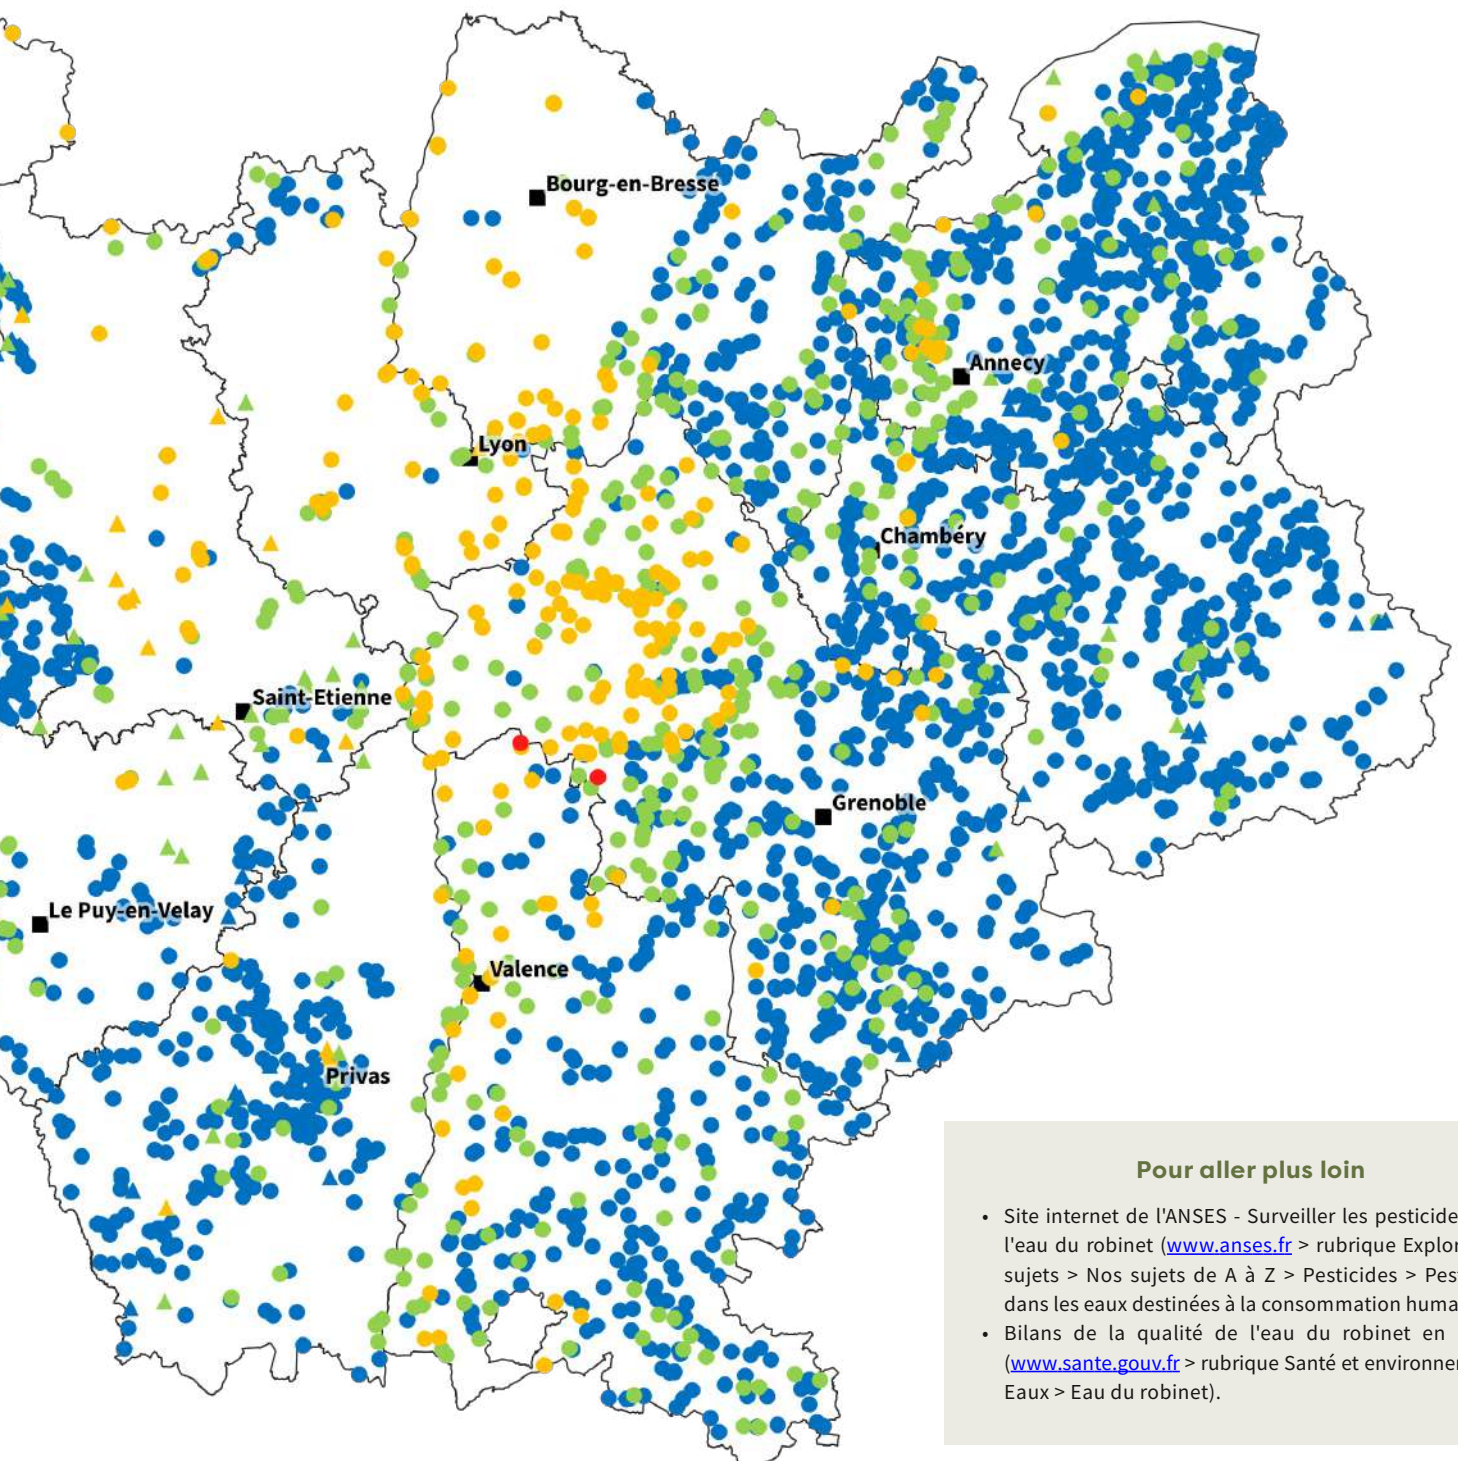 Bourg-en-Bresse
Annecy
Lyon
Chambéry
Saint-Etienne
Grenoble
Le Puy-en-Velay
Valence
Privas
Pour aller plus loin
• Site internet de l'ANSES - Surveiller les pesticide
l'eau du robinet (www.anses.fr > rubrique Explor
sujets > Nos sujets de A à Z > Pesticides > Pes
dans les eaux destinées à la consommation huma
• Bilans de la qualité de l'eau du robinet en
(www.sante.gouv.fr > rubrique Santé et environne
Eaux > Eau du robinet).